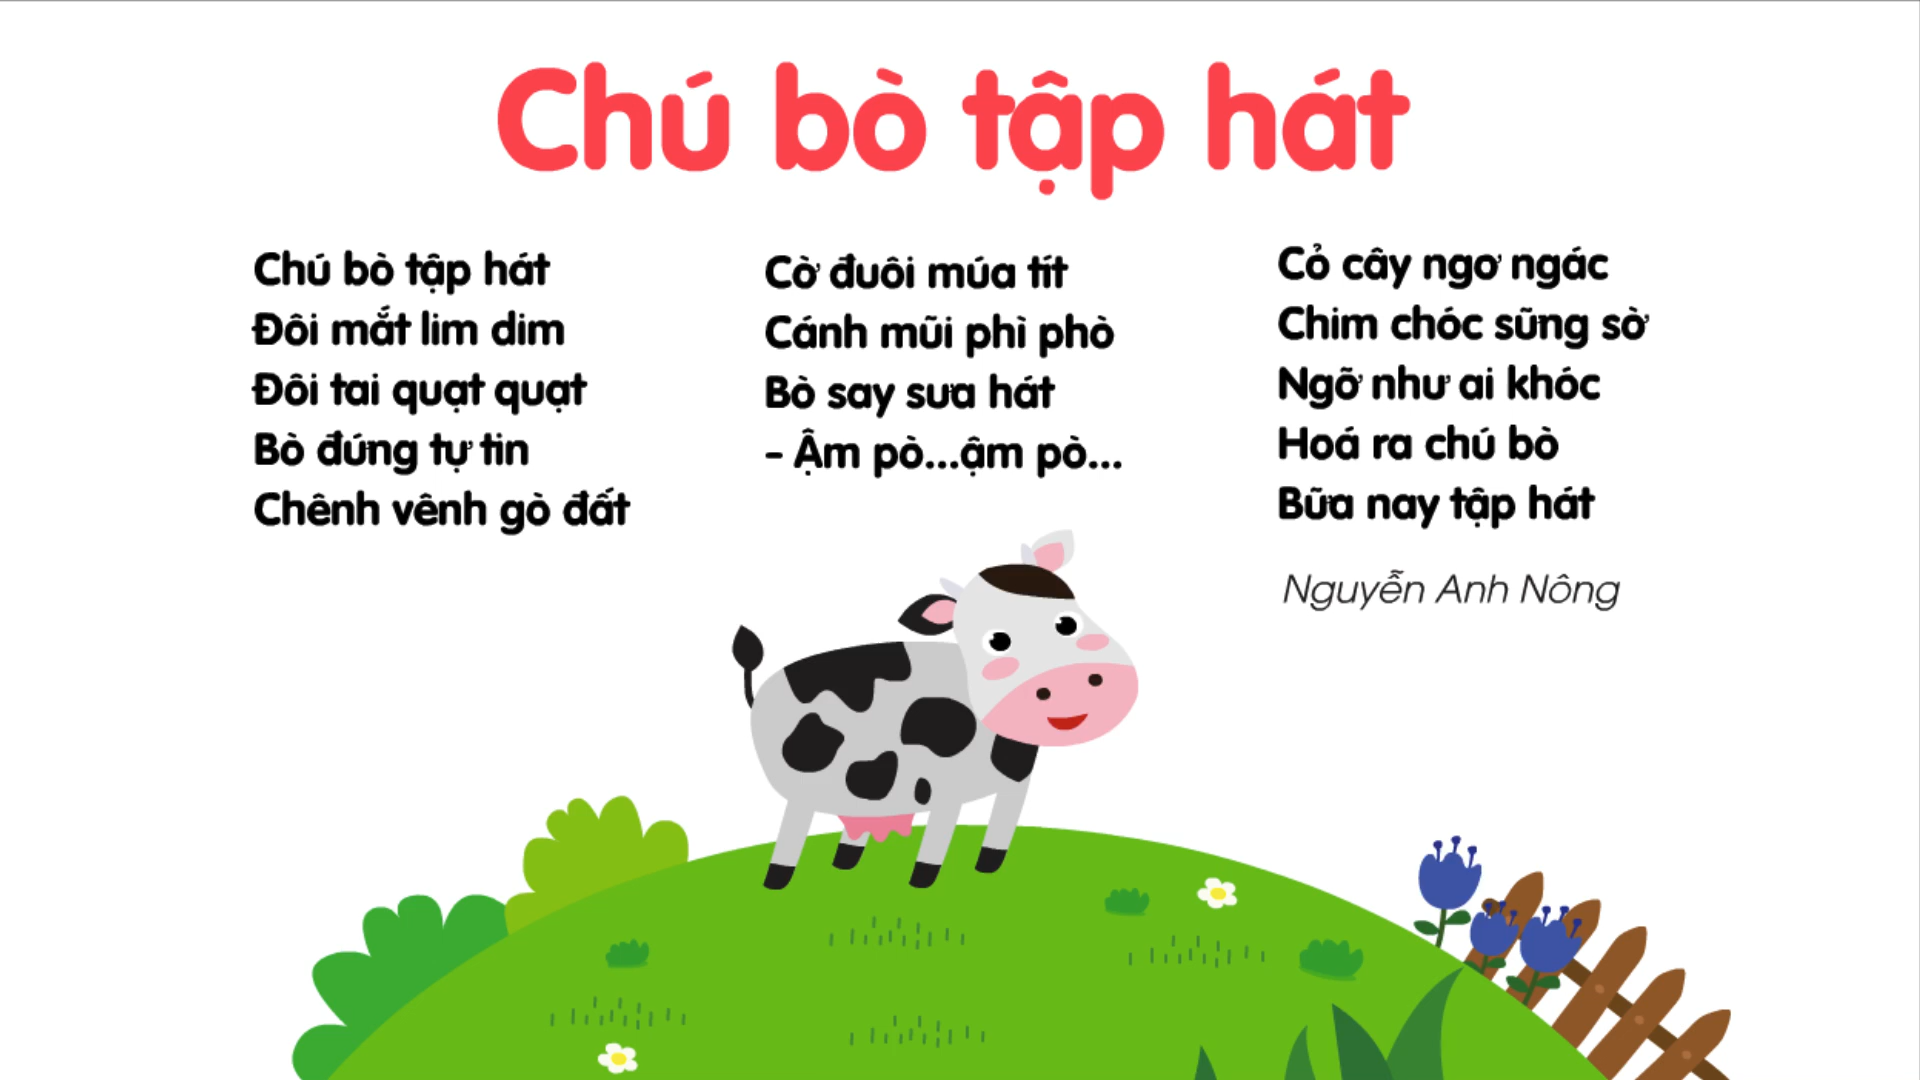 Chú bò tập hát
Chú bò tập hát
Đôi mắt lim dim
Đôi tai quạt quạt
Bò đứng tự tin
Chênh vênh gò đất
Cờ đuôi múa tít
Cánh mũi phì phò
Bò say sưa hát
– Ậm pò...ậm pò...
Cỏ cây ngơ ngác
Chim chóc sững sờ
Ngỡ như ai khóc
Hoá ra chú bò
Bữa nay tập hát
Nguyễn Anh Nông